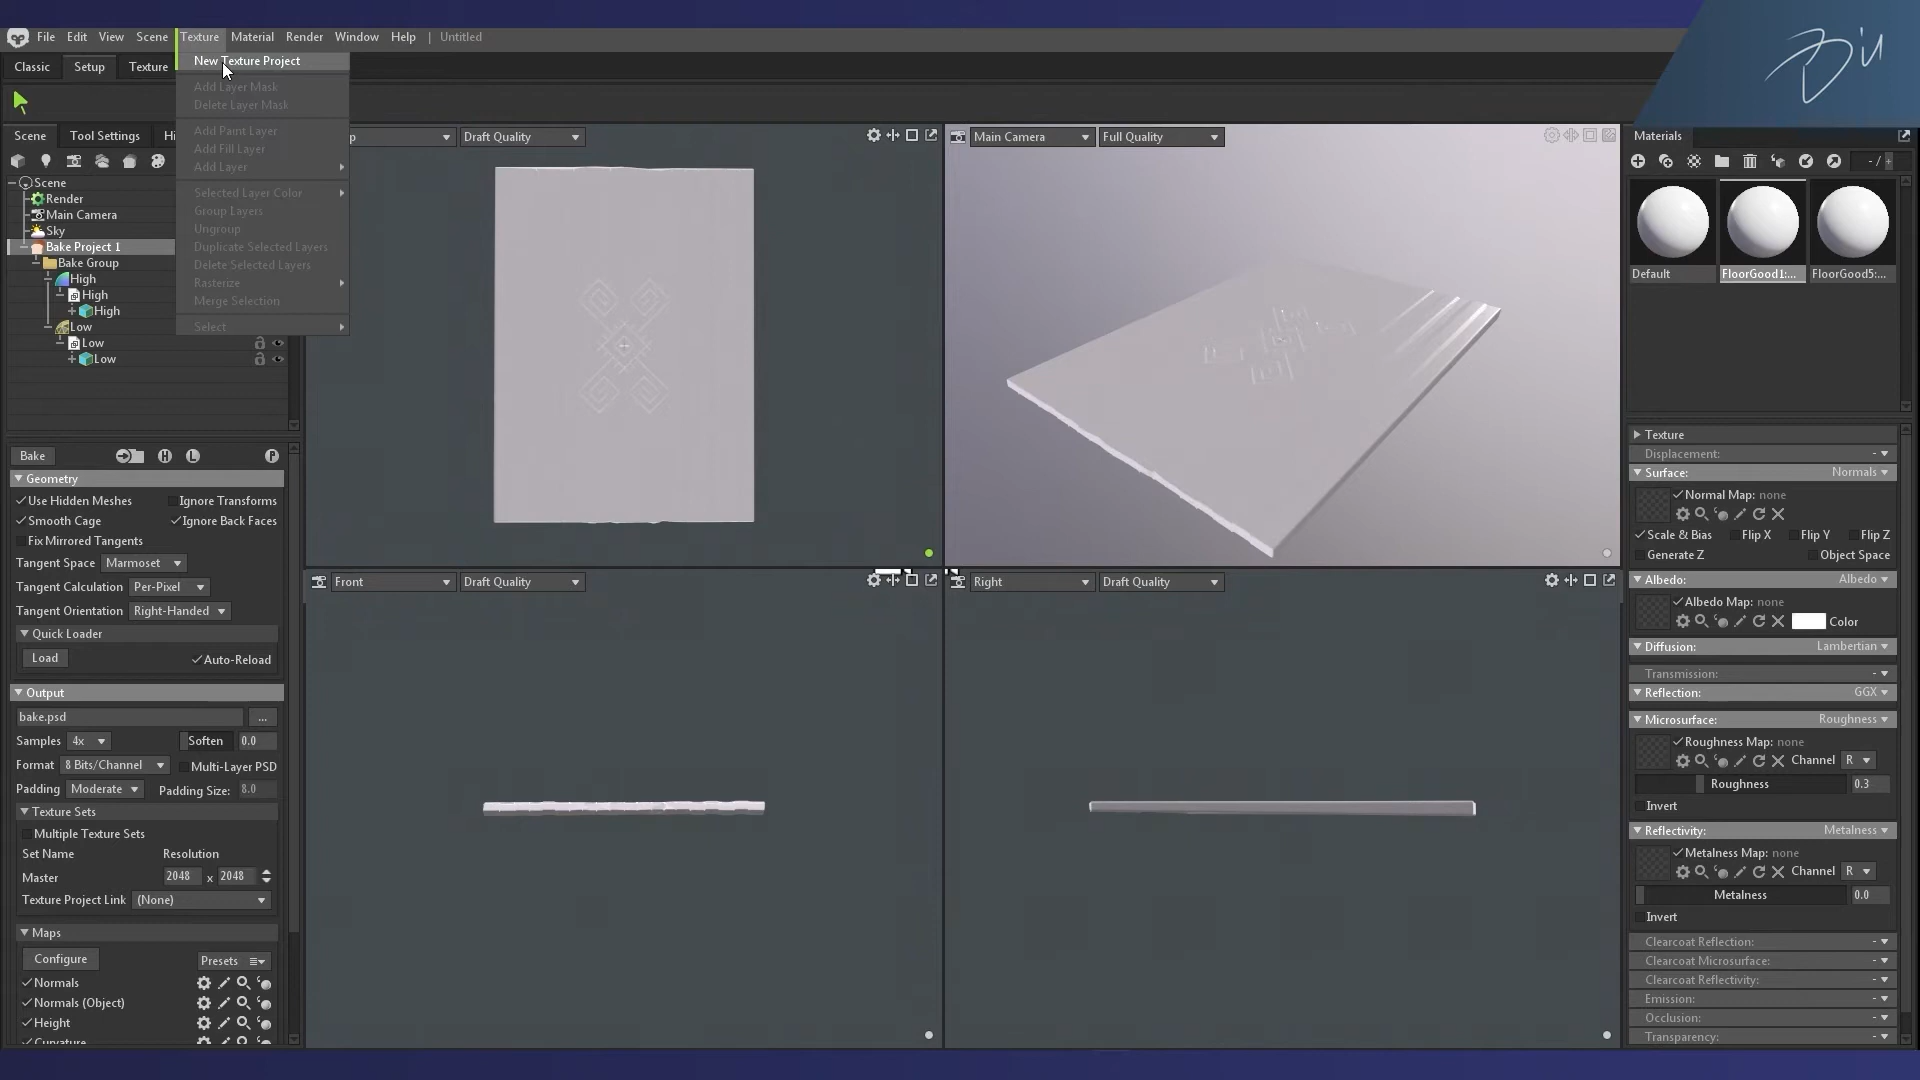 File Edit View Scene Texture Material Render Window Help | Untitled
Classic Setup Texture
New Texture Project
Add Layer Mask
Delete Layer Mask
Add Paint Layer
Add Fill Layer
Add Layer
Selected Layer Color
Group Layers
Ungroup
Duplicate Selected Layers
Delete Selected Layers
Rasterize
Merge Selection
Select
Scene Tool Settings Hi
Scene
Render
Main Camera
Sky
Bake Project 1
Bake Group
High
High
High
Low
Low
Low
Bake H L P
Geometry
Use Hidden Meshes Ignore Transforms
Smooth Cage Ignore Back Faces
Fix Mirrored Tangents
Tangent Space Marmoset
Tangent Calculation Per-Pixel
Tangent Orientation Right-Handed
Quick Loader
Load Auto-Reload
Output
bake.psd ...
Samples 4x Soften 0.0
Format 8 Bits/Channel Multi-Layer PSD
Padding Moderate Padding Size: 8.0
Texture Sets
Multiple Texture Sets
Set Name Resolution
Master 2048 x 2048
Texture Project Link (None)
Maps
Configure Presets
Normals
Normals (Object)
Height
Curvature
p Draft Quality
Main Camera Full Quality
Front Draft Quality
Right Draft Quality
Materials
- /
Default FloorGood1:... FloorGood5:...
Texture
Displacement: -
Surface: Normals
Normal Map: none
Scale & Bias Flip X Flip Y Flip Z
Generate Z Object Space
Albedo: Albedo
Albedo Map: none
Color
Diffusion: Lambertian
Transmission: -
Reflection: GGX
Microsurface: Roughness
Roughness Map: none
Channel R
Roughness 0.3
Invert
Reflectivity: Metalness
Metalness Map: none
Channel R
Metalness 0.0
Invert
Clearcoat Reflection: -
Clearcoat Microsurface: -
Clearcoat Reflectivity: -
Emission: -
Occlusion: -
Transparency: -